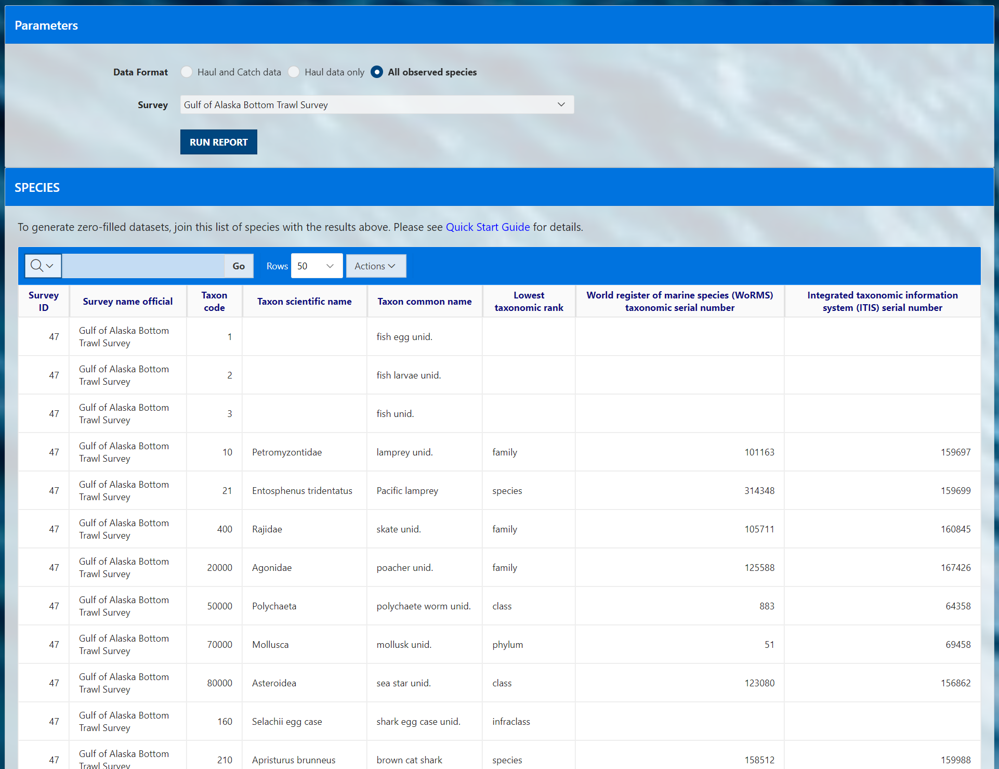 Parameters
Data Format Haul and Catch data Haul data only All observed species
Survey Gulf of Alaska Bottom Trawl Survey
RUN REPORT
SPECIES
To generate zero-filled datasets, join this list of species with the results above. Please see Quick Start Guide for details.
Go Rows 50 Actions
Survey ID Survey name official Taxon code Taxon scientific name Taxon common name Lowest taxonomic rank World register of marine species (WoRMS) taxonomic serial number Integrated taxonomic information system (ITIS) serial number
47 Gulf of Alaska Bottom Trawl Survey 1 fish egg unid.
47 Gulf of Alaska Bottom Trawl Survey 2 fish larvae unid.
47 Gulf of Alaska Bottom Trawl Survey 3 fish unid.
47 Gulf of Alaska Bottom Trawl Survey 10 Petromyzontidae lamprey unid. family 101163 159697
47 Gulf of Alaska Bottom Trawl Survey 21 Entosphenus tridentatus Pacific lamprey species 314348 159699
47 Gulf of Alaska Bottom Trawl Survey 400 Rajidae skate unid. family 105711 160845
47 Gulf of Alaska Bottom Trawl Survey 20000 Agonidae poacher unid. family 125588 167426
47 Gulf of Alaska Bottom Trawl Survey 50000 Polychaeta polychaete worm unid. class 883 64358
47 Gulf of Alaska Bottom Trawl Survey 70000 Mollusca mollusk unid. phylum 51 69458
47 Gulf of Alaska Bottom Trawl Survey 80000 Asteroidea sea star unid. class 123080 156862
47 Gulf of Alaska Bottom Trawl Survey 160 Selachii egg case shark egg case unid. infraclass
47 Gulf of Alaska Bottom Trawl Survey 210 Apristurus brunneus brown cat shark species 158512 159988